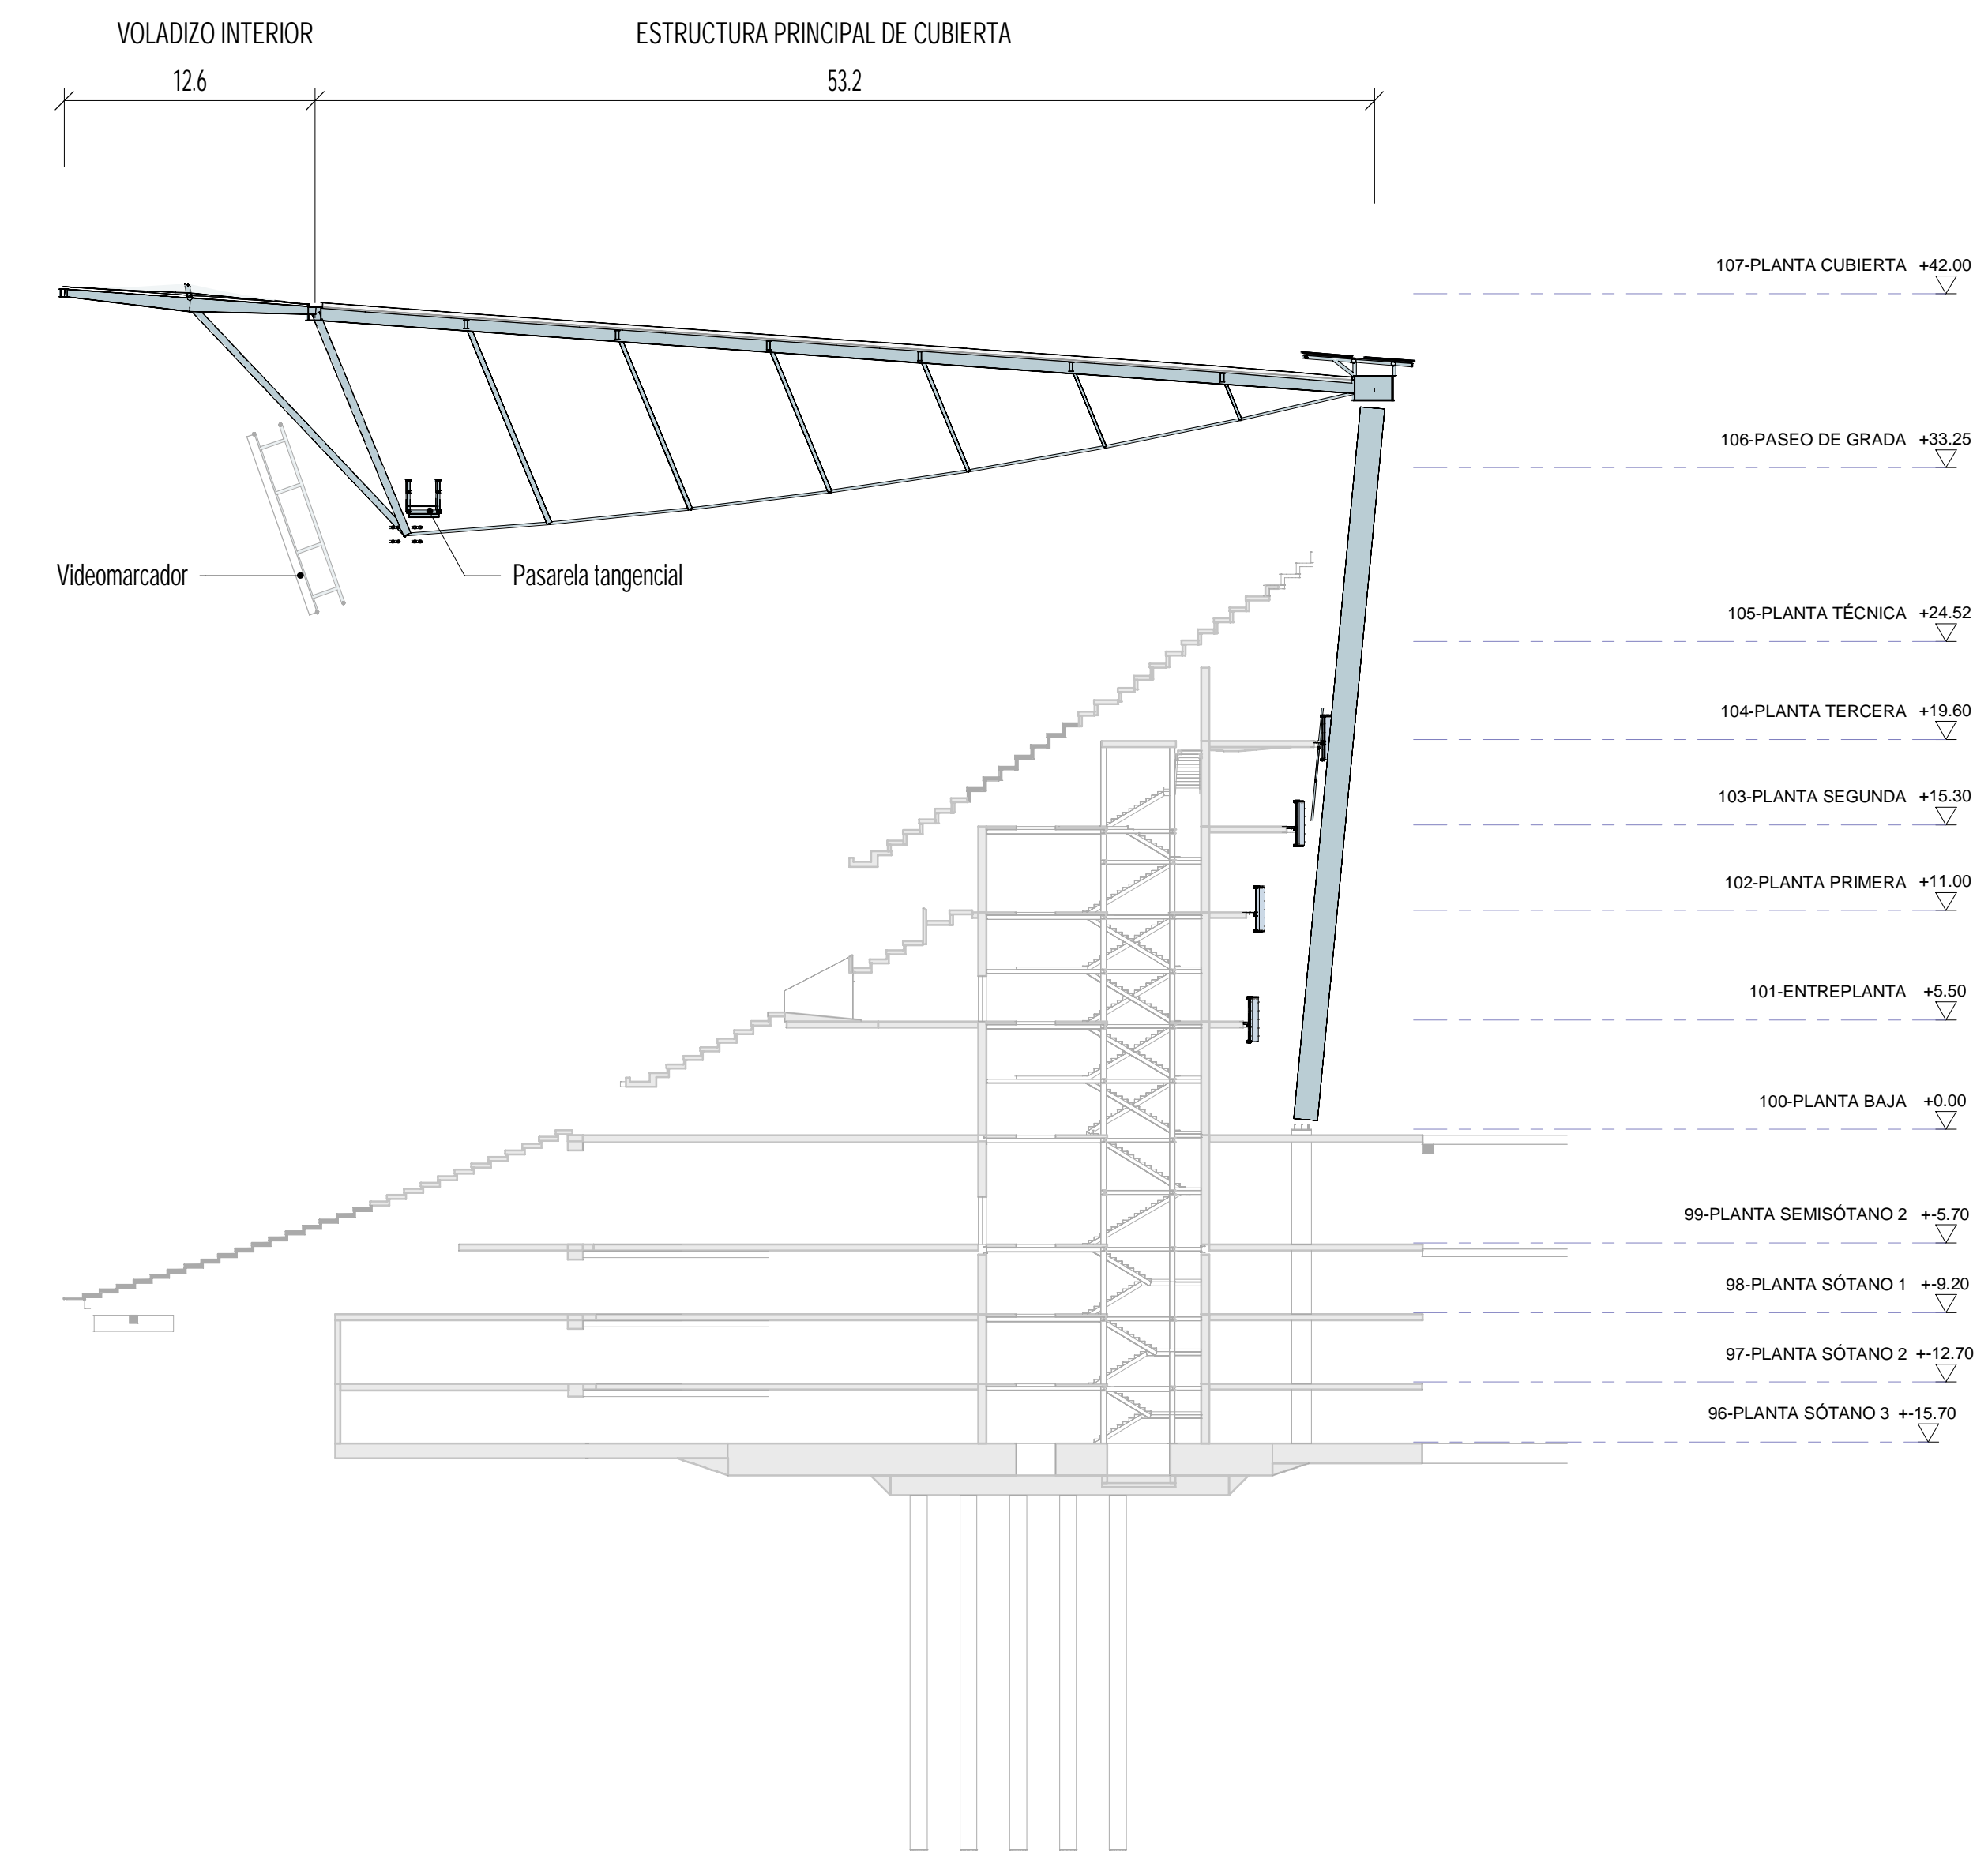 VOLADIZO INTERIOR
ESTRUCTURA PRINCIPAL DE CUBIERTA
12.6
53.2
107-PLANTA CUBIERTA +42.00
106-PASEO DE GRADA +33.25
Videomarcador
Pasarela tangencial
105-PLANTA TÉCNICA +24.52
104-PLANTA TERCERA +19.60
103-PLANTA SEGUNDA +15.30
102-PLANTA PRIMERA +11.00
101-ENTREPLANTA +5.50
100-PLANTA BAJA +0.00
99-PLANTA SEMISÓTANO 2 +-5.70
98-PLANTA SÓTANO 1 +-9.20
97-PLANTA SÓTANO 2 +-12.70
96-PLANTA SÓTANO 3 +-15.70